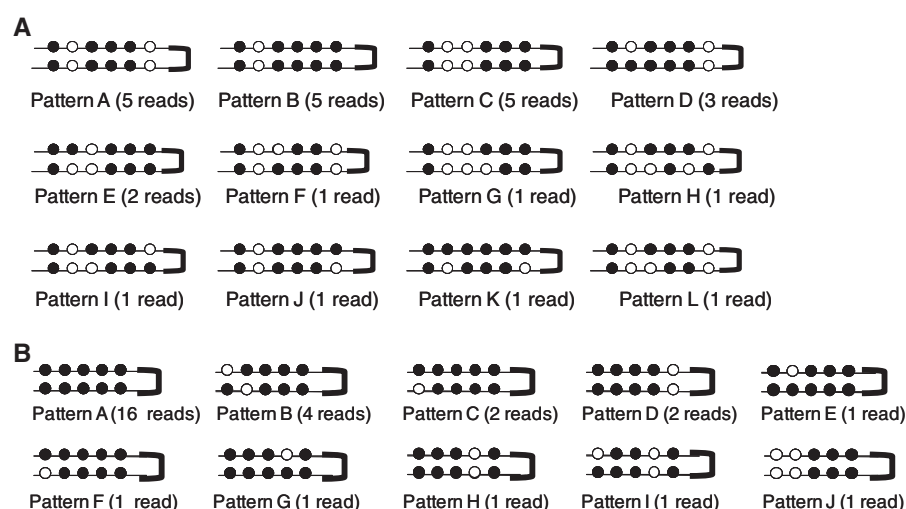 A
Pattern A (5 reads) Pattern B (5 reads) Pattern C (5 reads) Pattern D (3 reads)
Pattern E (2 reads) Pattern F (1 read) Pattern G (1 read) Pattern H (1 read)
Pattern I (1 read) Pattern J (1 read) Pattern K (1 read) Pattern L (1 read)
B
Pattern A (16 reads) Pattern B (4 reads) Pattern C (2 reads) Pattern D (2 reads) Pattern E (1 read)
Pattern F (1 read) Pattern G (1 read) Pattern H (1 read) Pattern I (1 read) Pattern J (1 read)